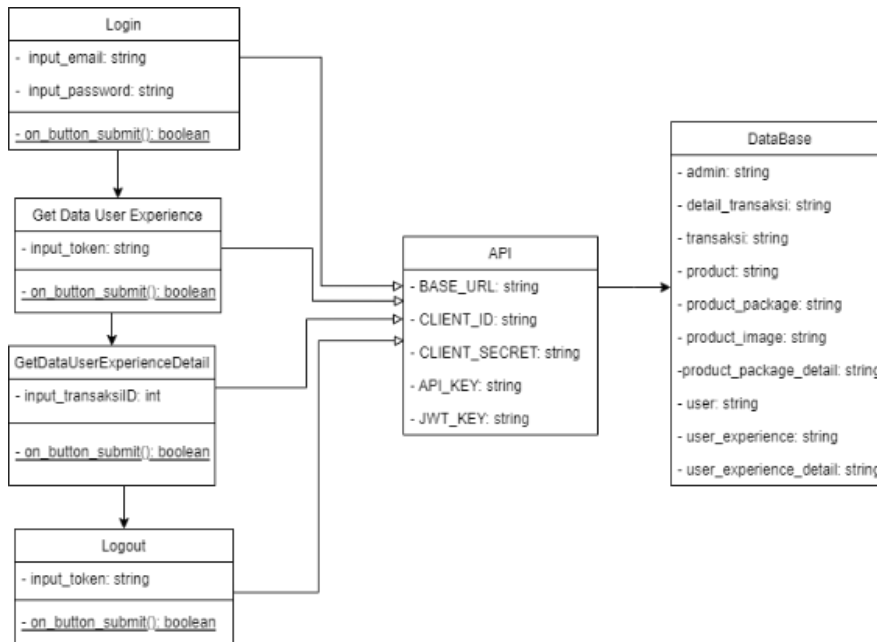 Login
- input_email: string
- input_password: string
- on_button_submit(): boolean
Get Data User Experience
- input_token: string
- on_button_submit(): boolean
GetDataUserExperienceDetail
- input_transaksiID: int
- on_button_submit(): boolean
Logout
- input_token: string
- on_button_submit(): boolean
API
- BASE_URL: string
- CLIENT_ID: string
- CLIENT_SECRET: string
- API_KEY: string
- JWT_KEY: string
DataBase
- admin: string
- detail_transaksi: string
- transaksi: string
- product: string
- product_package: string
- product_image: string
-product_package_detail: string
- user: string
- user_experience: string
- user_experience_detail: string